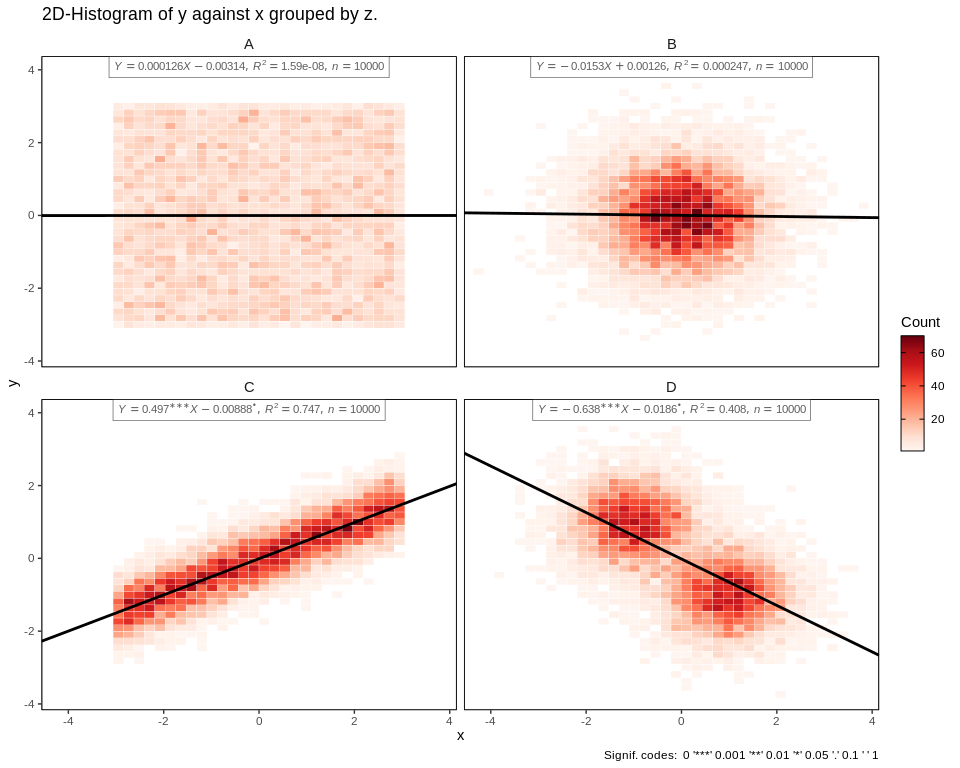 2D-Histogram of y against x grouped by z.
A
B
Y = 0.000126X − 0.00314, R² = 1.59e-08, n = 10000
Y = −0.0153X + 0.00126, R² = 0.000247, n = 10000
4
2
0
-2
-4
C
D
Y = 0.497***X − 0.00888•, R² = 0.747, n = 10000
Y = −0.638***X − 0.0186•, R² = 0.408, n = 10000
4
2
0
-2
-4
y
-4 -2 0 2 4
-4 -2 0 2 4
x
Count
60
40
20
Signif. codes: 0 '***' 0.001 '**' 0.01 '*' 0.05 '.' 0.1 ' ' 1